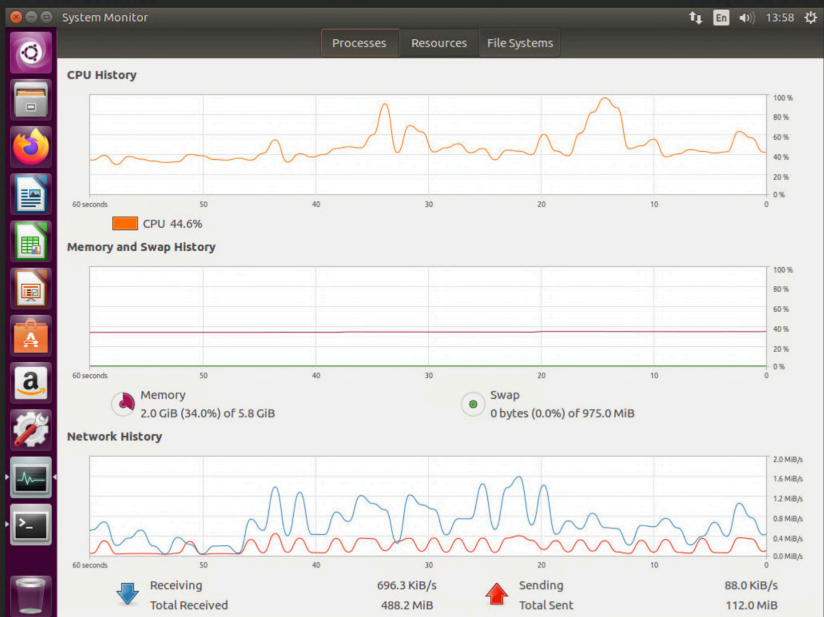 System Monitor
En 13:58
Processes Resources File Systems
CPU History
100 %
80 %
60 %
40 %
20 %
0 %
60 seconds 50 40 30 20 10 0
CPU 44.6%
Memory and Swap History
100 %
80 %
60 %
40 %
20 %
0 %
60 seconds 50 40 30 20 10 0
Memory Swap
2.0 GiB (34.0%) of 5.8 GiB 0 bytes (0.0%) of 975.0 MiB
Network History
2.0 MiB/s
1.6 MiB/s
1.2 MiB/s
0.8 MiB/s
0.4 MiB/s
0.0 MiB/s
60 seconds 50 40 30 20 10 0
Receiving 696.3 KiB/s Sending 88.0 KiB/s
Total Received 488.2 MiB Total Sent 112.0 MiB